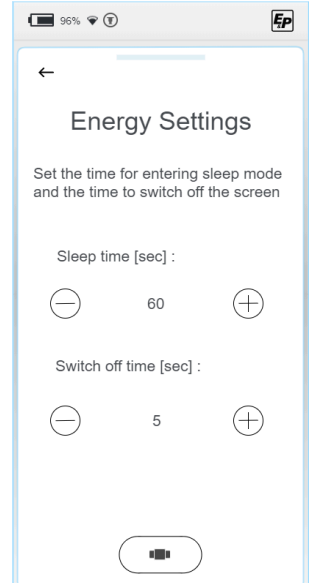 96%
E&P
Energy Settings
Set the time for entering sleep mode
and the time to switch off the screen
Sleep time [sec] :
60
Switch off time [sec] :
5